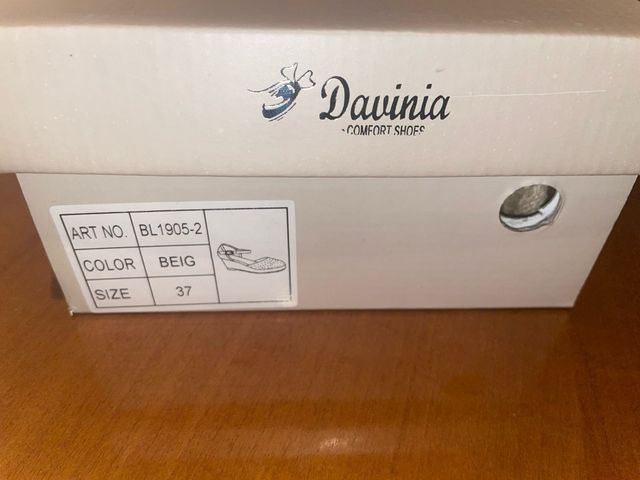 Davinia
COMFORT SHOES
ART NO. BL1905-2
COLOR BEIG
SIZE 37